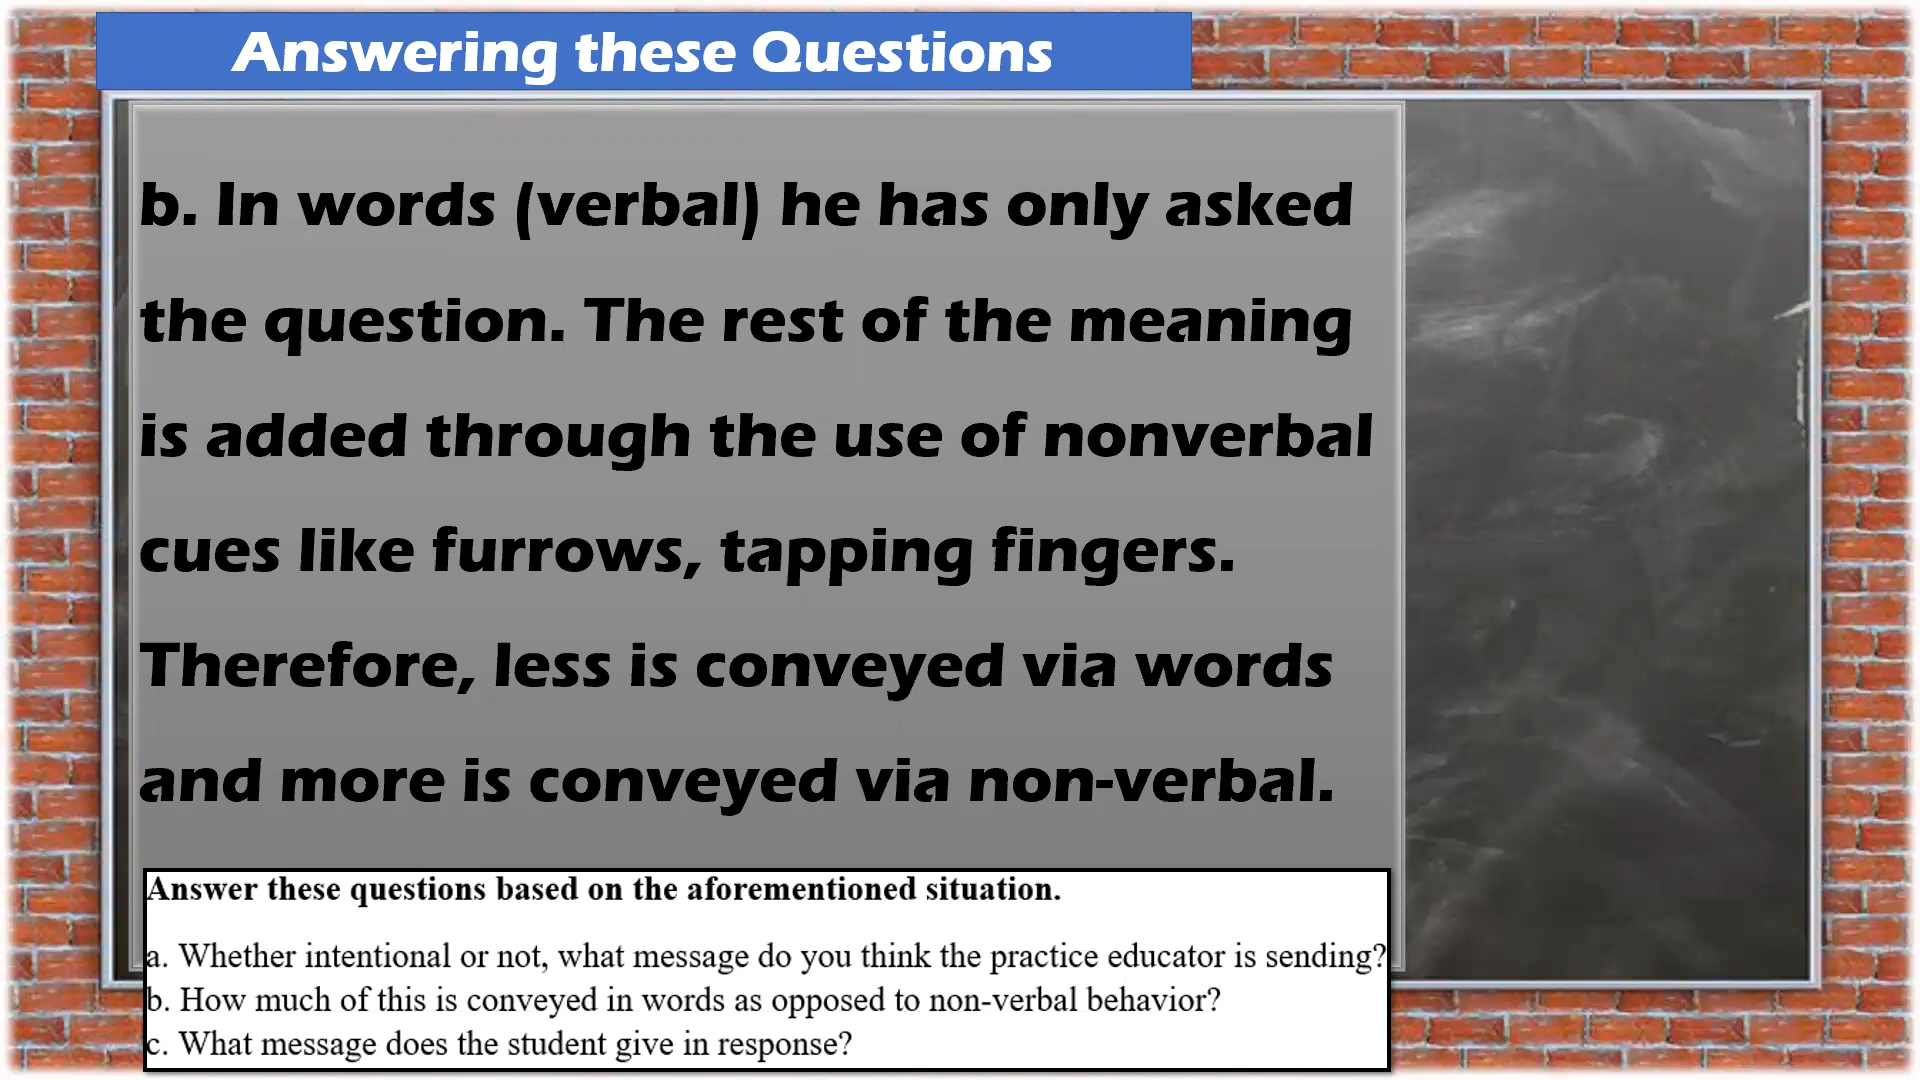 Answering these Questions
b. In words (verbal) he has only asked
the question. The rest of the meaning
is added through the use of nonverbal
cues like furrows, tapping fingers.
Therefore, less is conveyed via words
and more is conveyed via non-verbal.
Answer these questions based on the aforementioned situation.
a. Whether intentional or not, what message do you think the practice educator is sending?
b. How much of this is conveyed in words as opposed to non-verbal behavior?
c. What message does the student give in response?